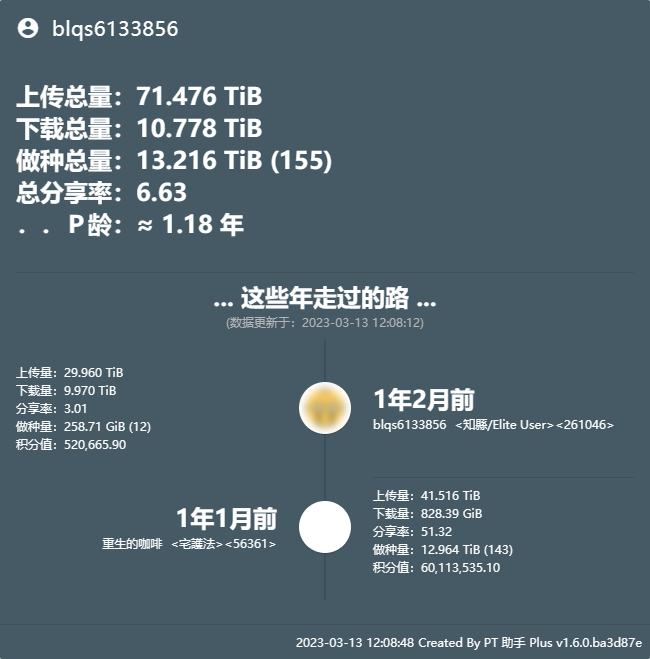 blqs6133856
上传总量：71.476 TiB
下载总量：10.778 TiB
做种总量：13.216 TiB (155)
总分享率：6.63
．．P龄：≈ 1.18 年
... 这些年走过的路 ...
(数据更新于：2023-03-13 12:08:12)
上传量：29.960 TiB
下载量：9.970 TiB
分享率：3.01
做种量：258.71 GiB (12)
积分值：520,665.90
1年2月前
blqs6133856 <知豚/Elite User><261046>
1年1月前
重生的咖啡 <宅護法><56361>
上传量：41.516 TiB
下载量：828.39 GiB
分享率：51.32
做种量：12.964 TiB (143)
积分值：60,113,535.10
2023-03-13 12:08:48 Created By PT 助手 Plus v1.6.0.ba3d87e